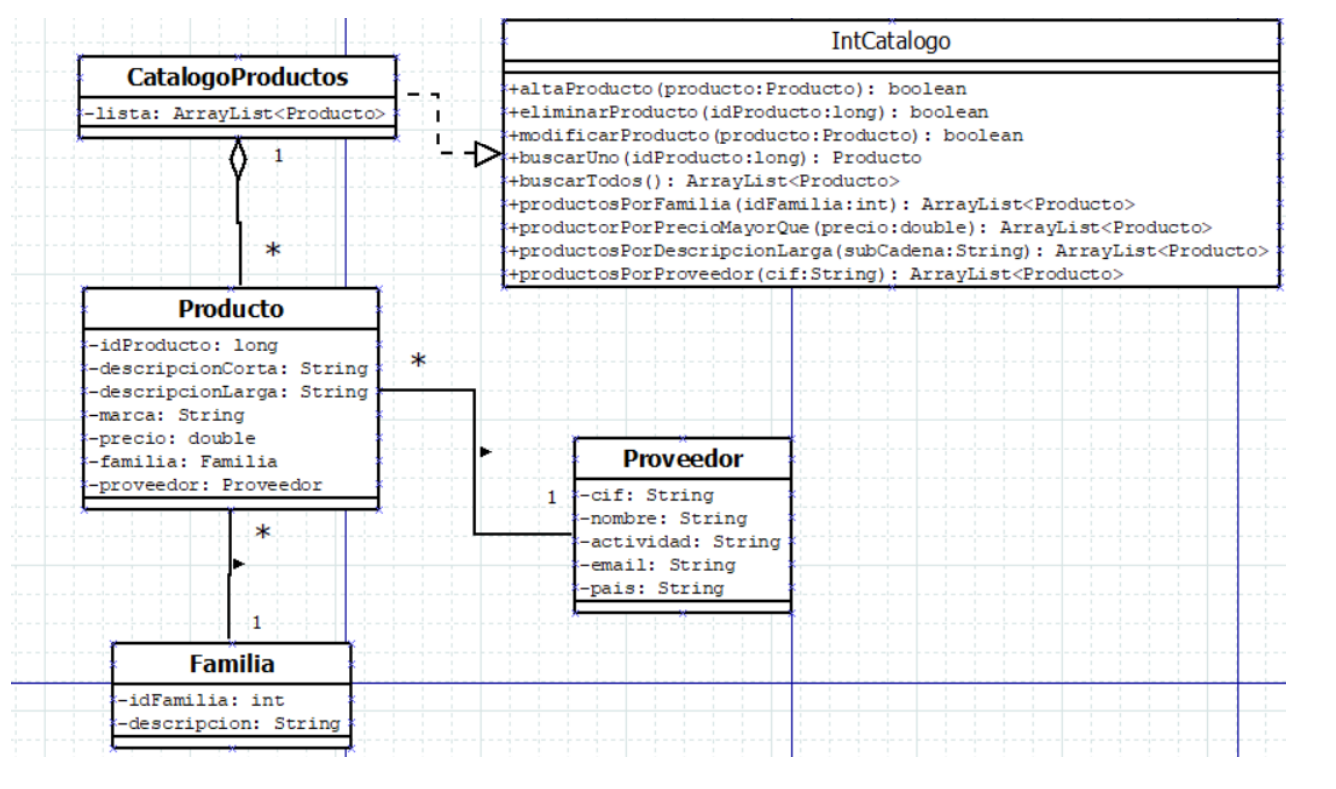 CatalogoProductos
-lista: ArrayList<Producto>
1
*
IntCatalogo
+altaProducto(producto:Producto): boolean
+eliminarProducto(idProducto:long): boolean
+modificarProducto(producto:Producto): boolean
+buscarUno(idProducto:long): Producto
+buscarTodos(): ArrayList<Producto>
+productosPorFamilia(idFamilia:int): ArrayList<Producto>
+productorPorPrecioMayorQue(precio:double): ArrayList<Producto>
+productosPorDescripcionLarga(subCadena:String): ArrayList<Producto>
+productosPorProveedor(cif:String): ArrayList<Producto>
Producto
-idProducto: long
-descripcionCorta: String
-descripcionLarga: String
-marca: String
-precio: double
-familia: Familia
-proveedor: Proveedor
*
1
Proveedor
-cif: String
-nombre: String
-actividad: String
-email: String
-pais: String
*
1
Familia
-idFamilia: int
-descripcion: String